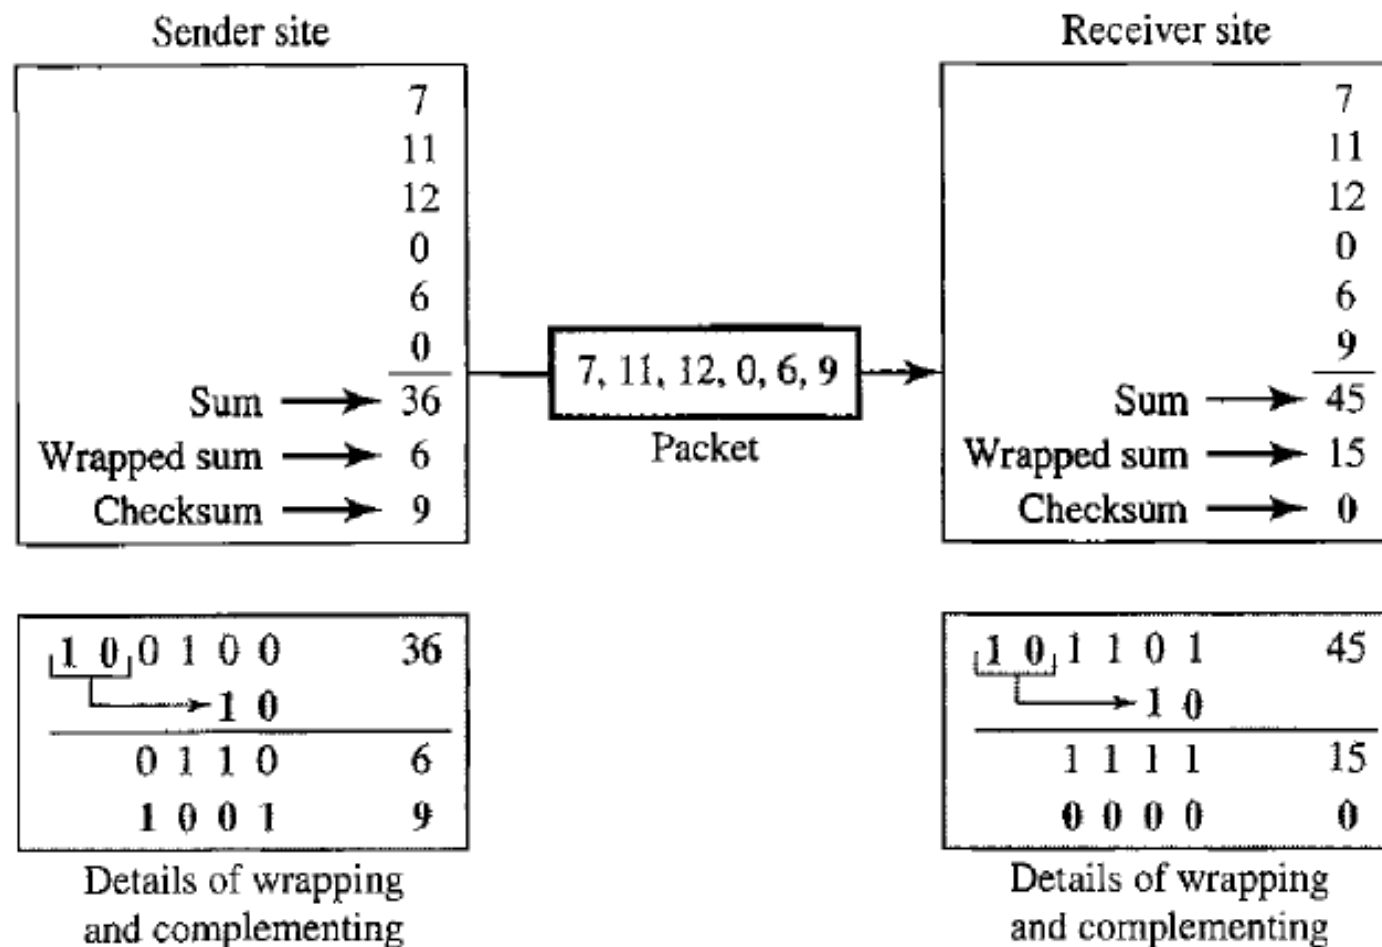 Sender site
7
11
12
0
6
0
Sum 36
Wrapped sum 6
Checksum 9
7, 11, 12, 0, 6, 9
Packet
Receiver site
7
11
12
0
6
9
Sum 45
Wrapped sum 15
Checksum 0
1 0 0 1 0 0 36
1 0
0 1 1 0 6
1 0 0 1 9
Details of wrapping
and complementing
1 0 1 1 0 1 45
1 0
1 1 1 1 15
0 0 0 0 0
Details of wrapping
and complementing